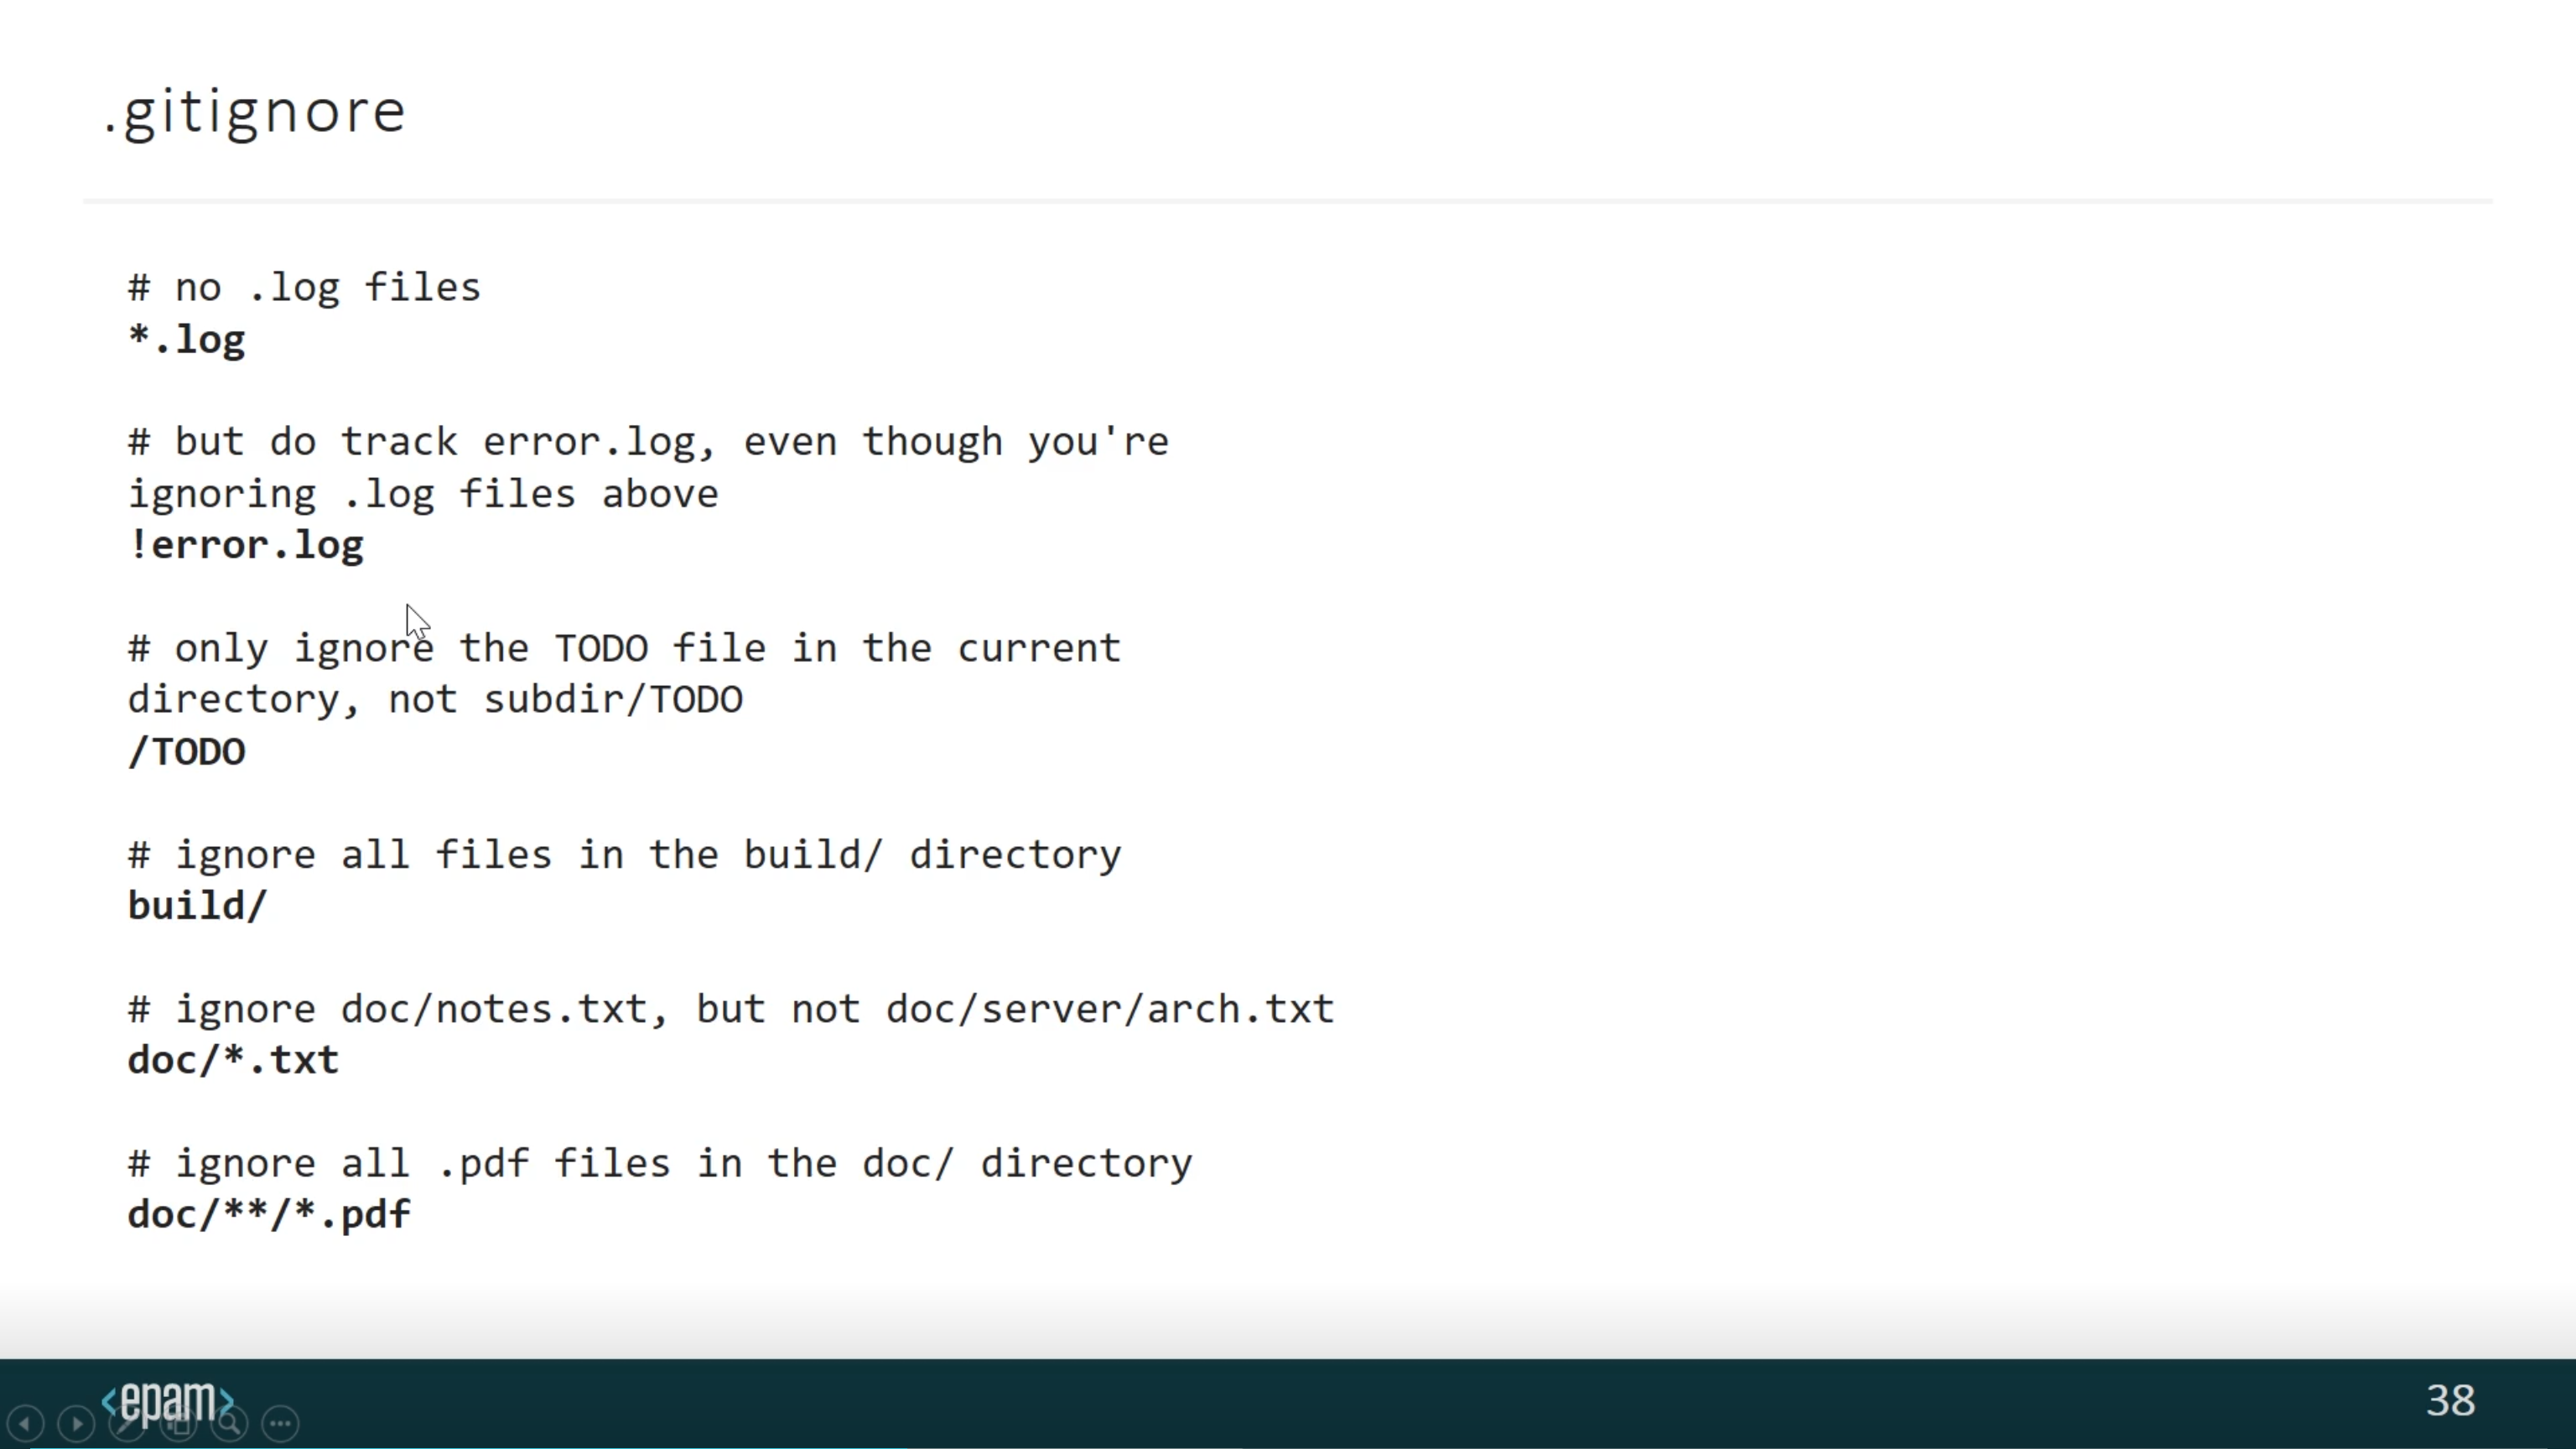 .gitignore
# no .log files
*.log
# but do track error.log, even though you're
ignoring .log files above
!error.log
# only ignore the TODO file in the current
directory, not subdir/TODO
/TODO
# ignore all files in the build/ directory
build/
# ignore doc/notes.txt, but not doc/server/arch.txt
doc/*.txt
# ignore all .pdf files in the doc/ directory
doc/**/*.pdf
<epam>
38